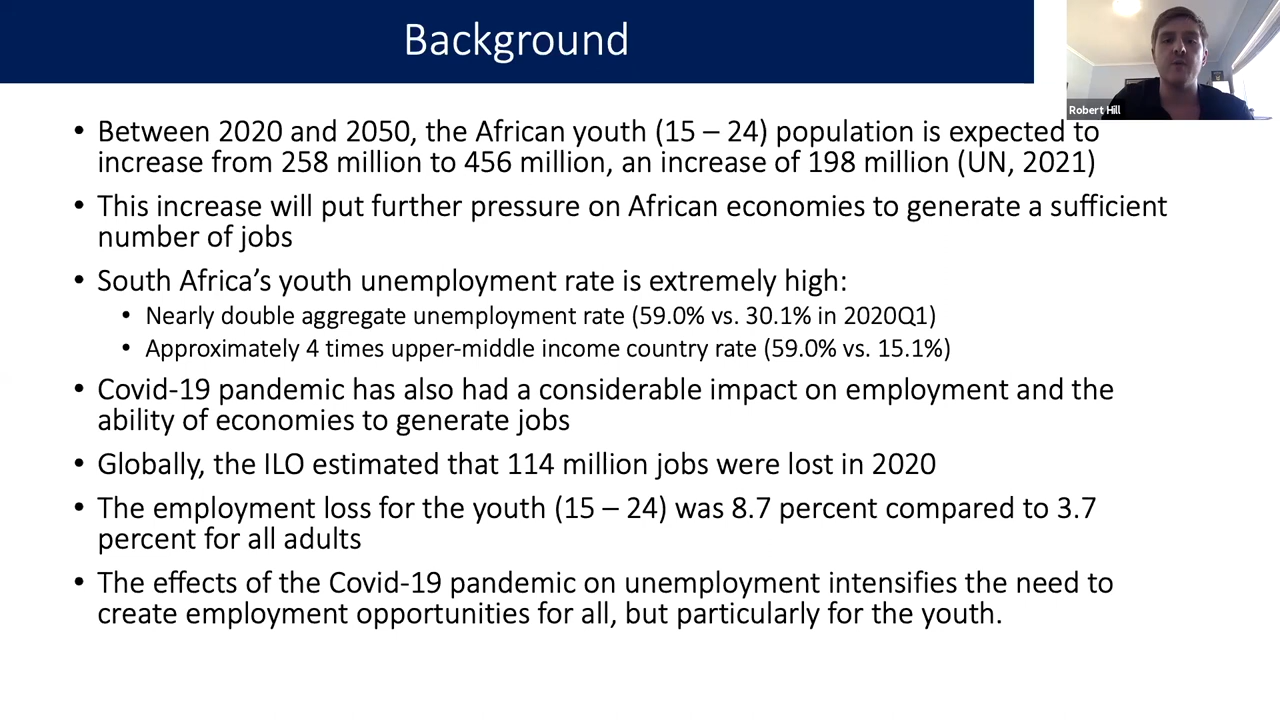 Background
Robert Hill
• Between 2020 and 2050, the African youth (15 – 24) population is expected to
increase from 258 million to 456 million, an increase of 198 million (UN, 2021)
• This increase will put further pressure on African economies to generate a sufficient
number of jobs
• South Africa’s youth unemployment rate is extremely high:
• Nearly double aggregate unemployment rate (59.0% vs. 30.1% in 2020Q1)
• Approximately 4 times upper-middle income country rate (59.0% vs. 15.1%)
• Covid-19 pandemic has also had a considerable impact on employment and the
ability of economies to generate jobs
• Globally, the ILO estimated that 114 million jobs were lost in 2020
• The employment loss for the youth (15 – 24) was 8.7 percent compared to 3.7
percent for all adults
• The effects of the Covid-19 pandemic on unemployment intensifies the need to
create employment opportunities for all, but particularly for the youth.